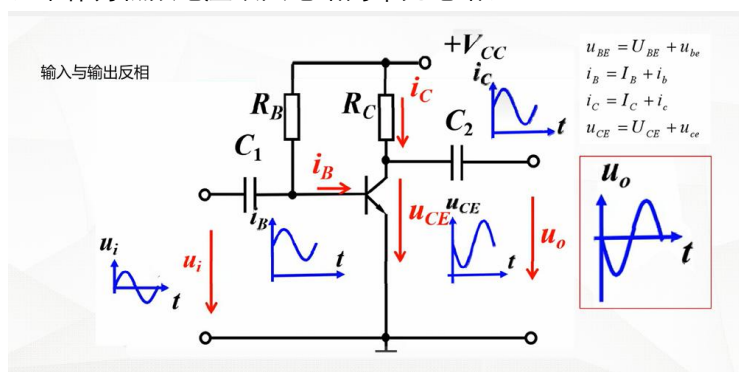 输入与输出反相
+V_CC
i_C
i_C
t
R_B
R_C
C_1
C_2
i_B
i_B
t
u_CE
u_CE
t
u_i
t
u_i
u_o
u_BE = U_BE + u_be
i_B = I_B + i_b
i_C = I_C + i_c
u_CE = U_CE + u_ce
u_o
t